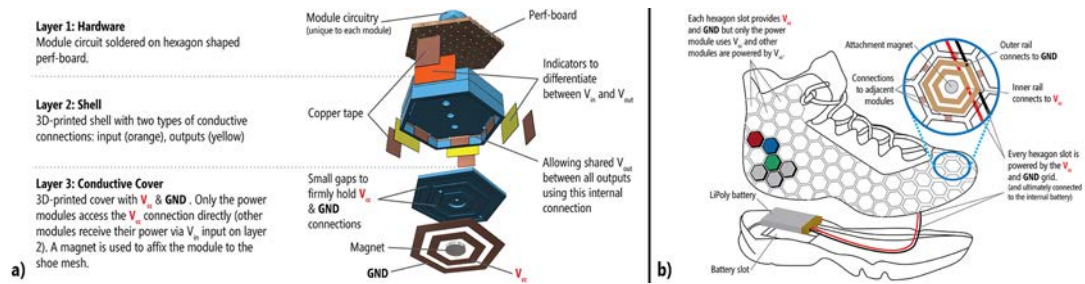 Layer 1: Hardware
Module circuit soldered on hexagon shaped
perf-board.
Layer 2: Shell
3D-printed shell with two types of conductive
connections: input (orange), outputs (yellow)
Layer 3: Conductive Cover
3D-printed cover with Vcc & GND . Only the power
modules access the Vcc connection directly (other
modules receive their power via Vin input on layer
2). A magnet is used to affix the module to the
shoe mesh.
a)
Module circuitry
(unique to each module)
Perf-board
Indicators to
differentiate
between Vin and Vout
Copper tape
Allowing shared Vout
between all outputs
using this internal
connection
Small gaps to
firmly hold Vcc
& GND
connections
Magnet
GND
Vcc
b)
Each hexagon slot provides Vcc
and GND but only the power
module uses Vcc and other
modules are powered by Vin.
Attachment magnet
Outer rail
connects to GND
Connections
to adjacent
modules
Inner rail
connects to Vcc
Every hexagon slot is
powered by the Vcc
and GND grid.
(and ultimately connected
to the internal battery)
LiPoly battery
Battery slot